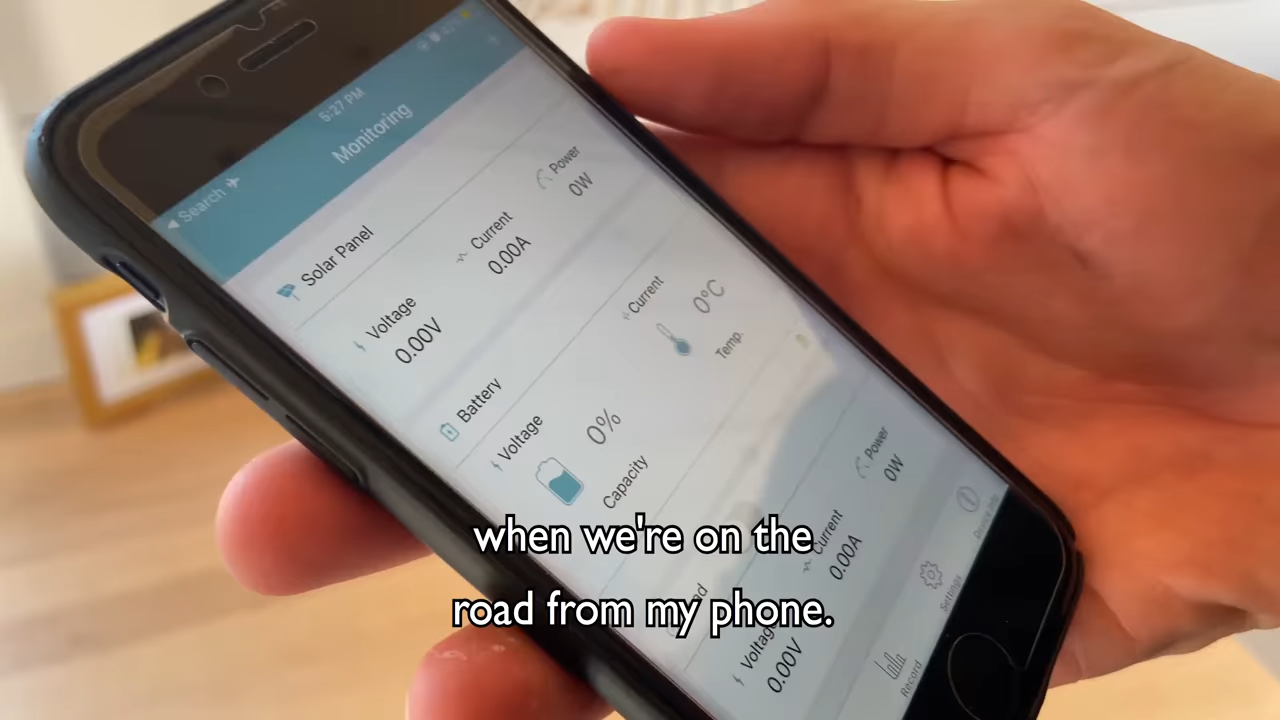 5:27 PM
Search
Monitoring
Solar Panel
Voltage
0.00V
Current
0.00A
Power
0W
Battery
Voltage
Current
0%
Capacity
0°C
Temp.
Voltage
0.00V
Current
0.00A
Power
0W
Record
Settings
when we're on the
road from my phone.